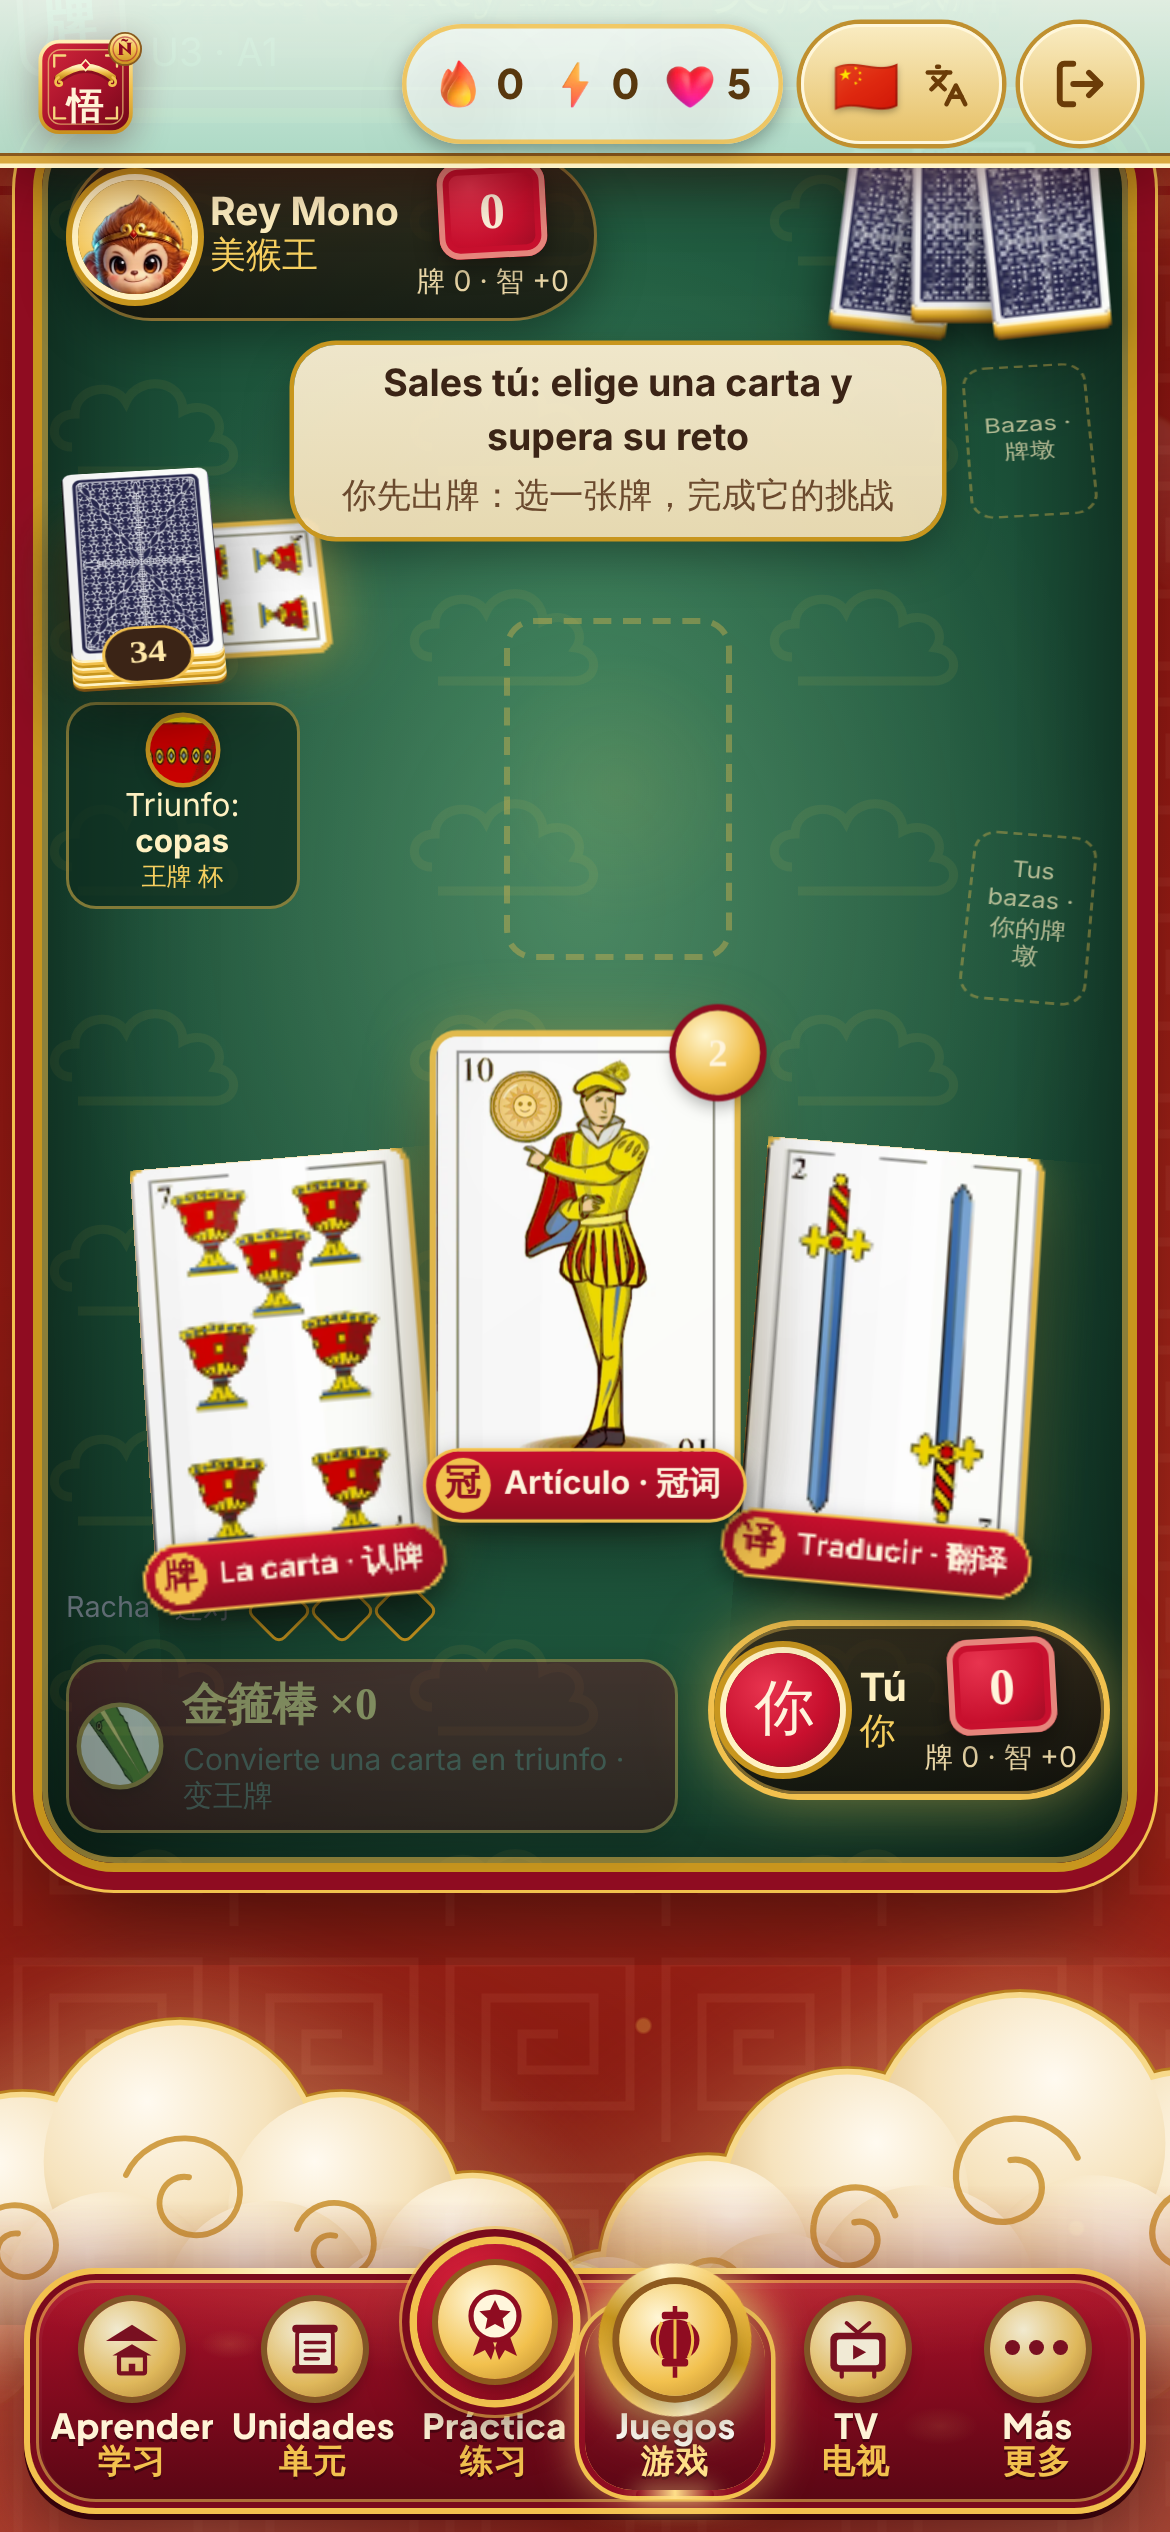 U3 · A1
悟
Ñ
0
0
5
Rey Mono
美猴王
0
牌 0 · 智 +0
Sales tú: elige una carta y
supera su reto
你先出牌：选一张牌，完成它的挑战
Bazas ·
牌墩
34
Triunfo:
copas
王牌 杯
Tus
bazas ·
你的牌
墩
2
7
10
10
2
2
牌 La carta · 认牌
冠 Artículo · 冠词
译 Traducir · 翻译
Racha
金箍棒 ×0
Convierte una carta en triunfo ·
变王牌
你
Tú
你
0
牌 0 · 智 +0
Aprender
学习
Unidades
单元
Práctica
练习
Juegos
游戏
TV
电视
Más
更多